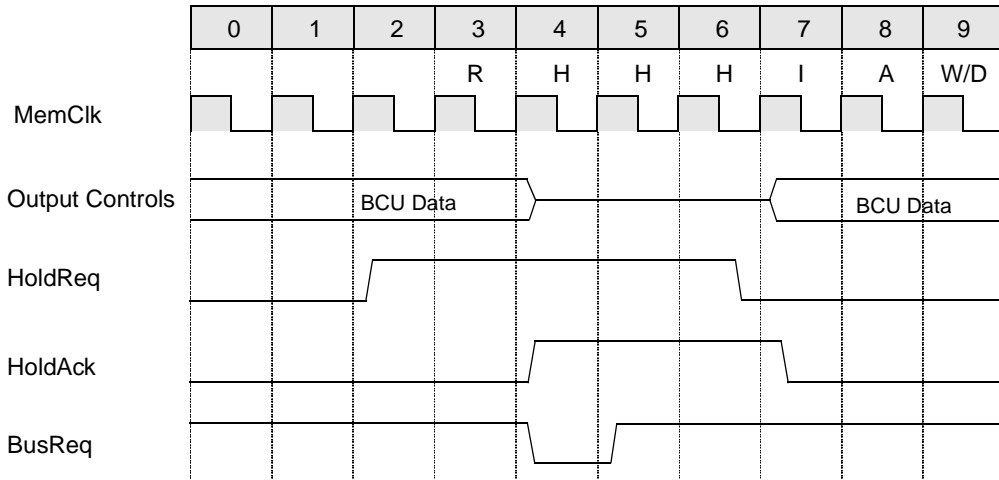 0 1 2 3 4 5 6 7 8 9
R H H H I A W/D
MemClk
Output Controls
BCU Data BCU Data
HoldReq
HoldAck
BusReq